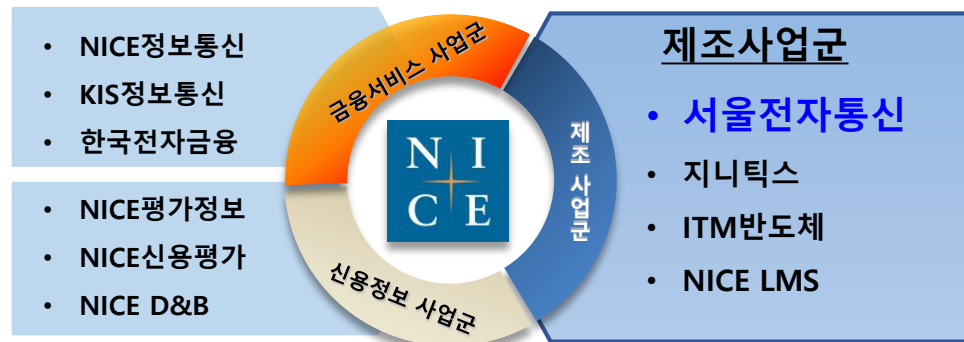 • NICE정보통신
• KIS정보통신
• 한국전자금융
• NICE평가정보
• NICE신용평가
• NICE D&B
금융서비스 사업군
신용정보 사업군
제조 사업군
N I
C E
제조사업군
• 서울전자통신
• 지니틱스
• ITM반도체
• NICE LMS